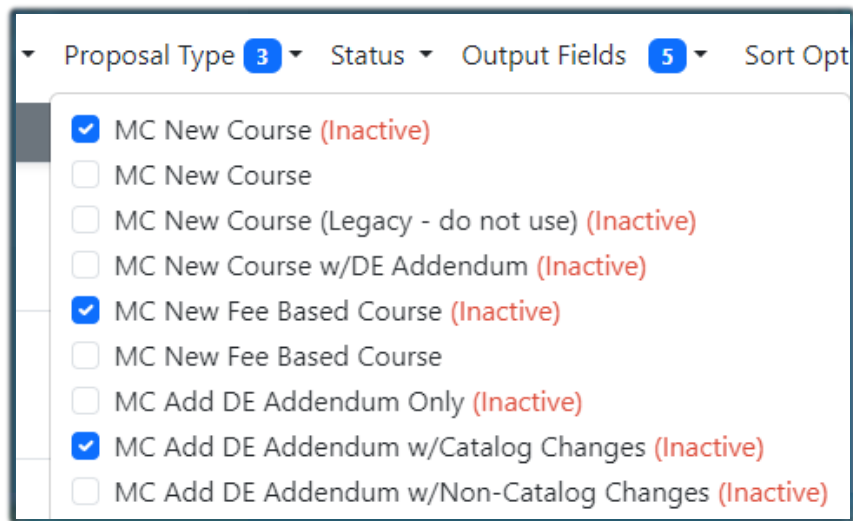 Proposal Type 3 Status Output Fields 5 Sort Opt
MC New Course (Inactive)
MC New Course
MC New Course (Legacy - do not use) (Inactive)
MC New Course w/DE Addendum (Inactive)
MC New Fee Based Course (Inactive)
MC New Fee Based Course
MC Add DE Addendum Only (Inactive)
MC Add DE Addendum w/Catalog Changes (Inactive)
MC Add DE Addendum w/Non-Catalog Changes (Inactive)